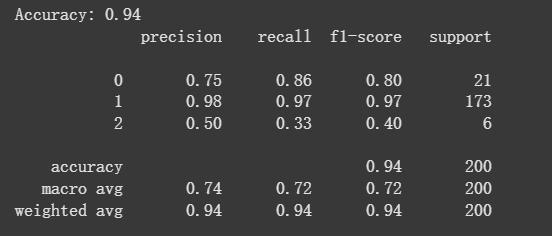 Accuracy: 0.94
precision recall f1-score support
0 0.75 0.86 0.80 21
1 0.98 0.97 0.97 173
2 0.50 0.33 0.40 6
accuracy 0.94 200
macro avg 0.74 0.72 0.72 200
weighted avg 0.94 0.94 0.94 200